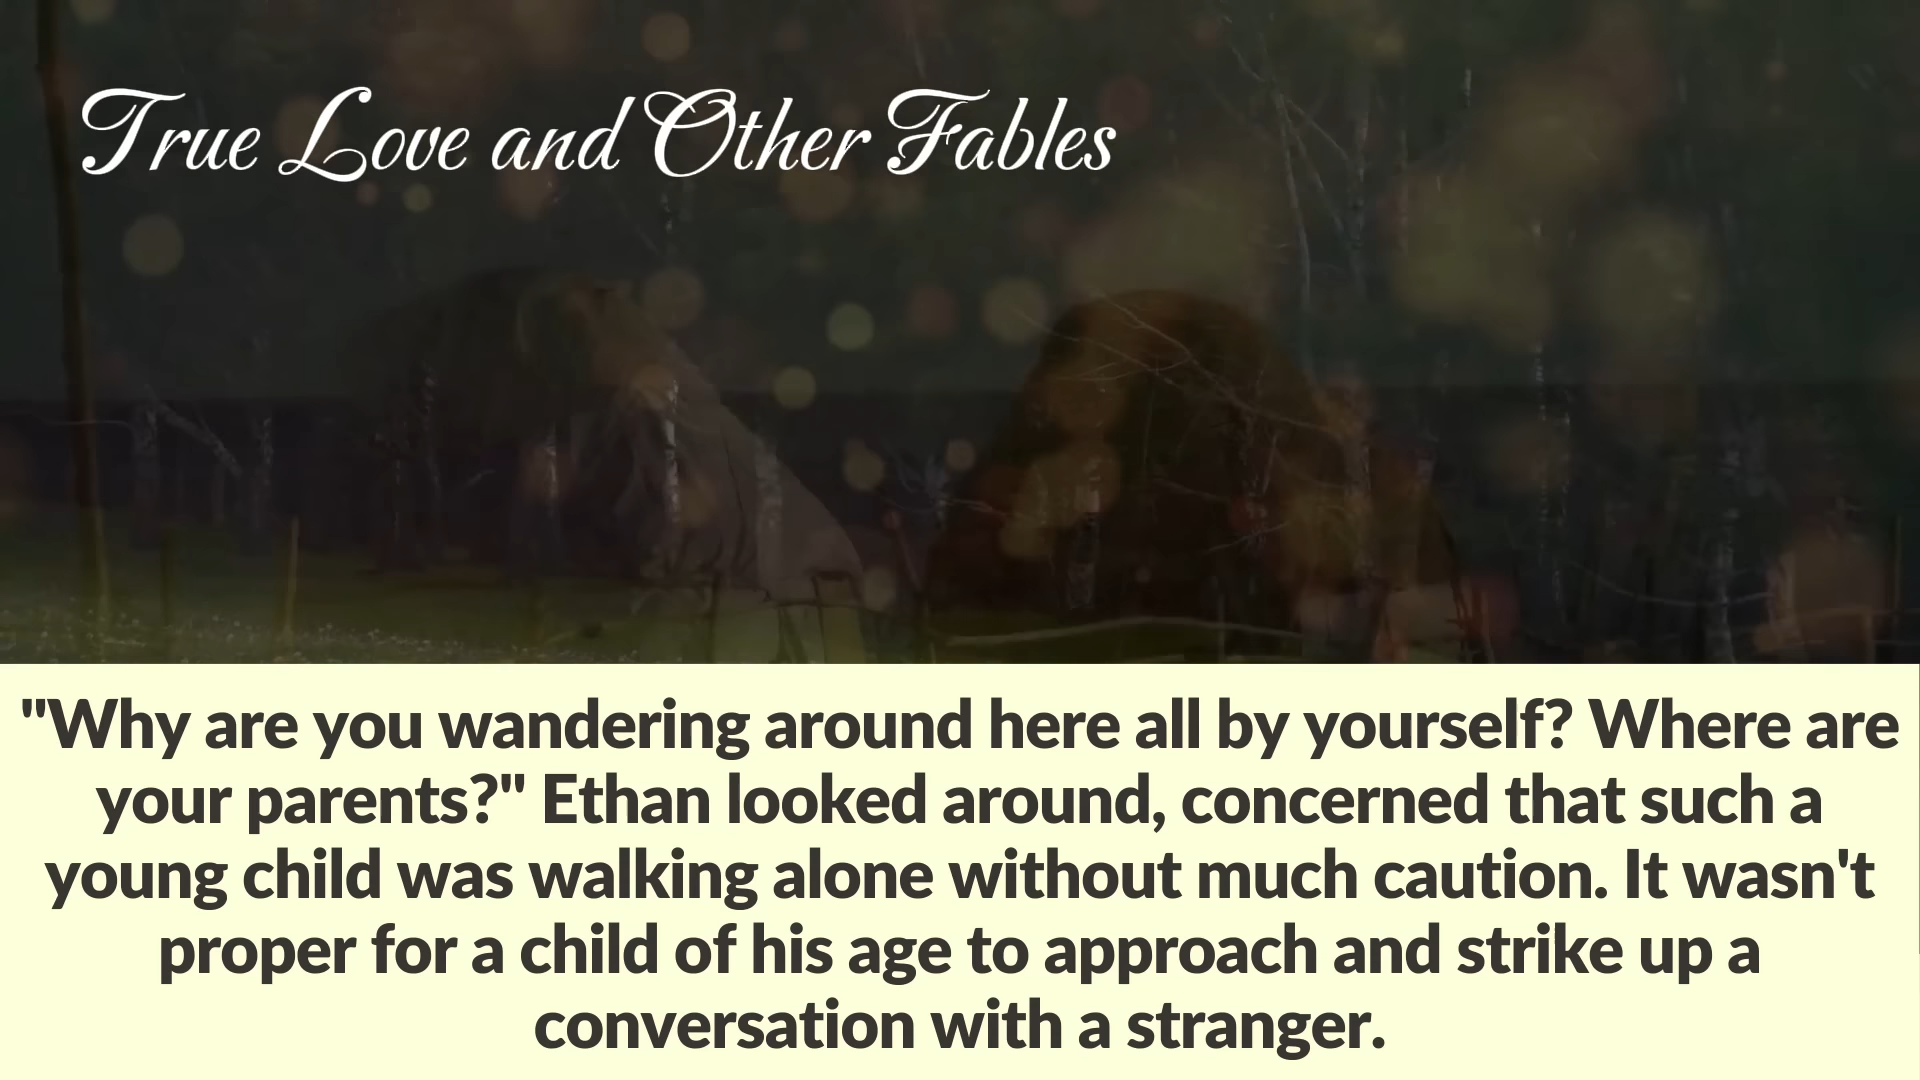 True Love and Other Fables
"Why are you wandering around here all by yourself? Where are
your parents?" Ethan looked around, concerned that such a
young child was walking alone without much caution. It wasn't
proper for a child of his age to approach and strike up a
conversation with a stranger.